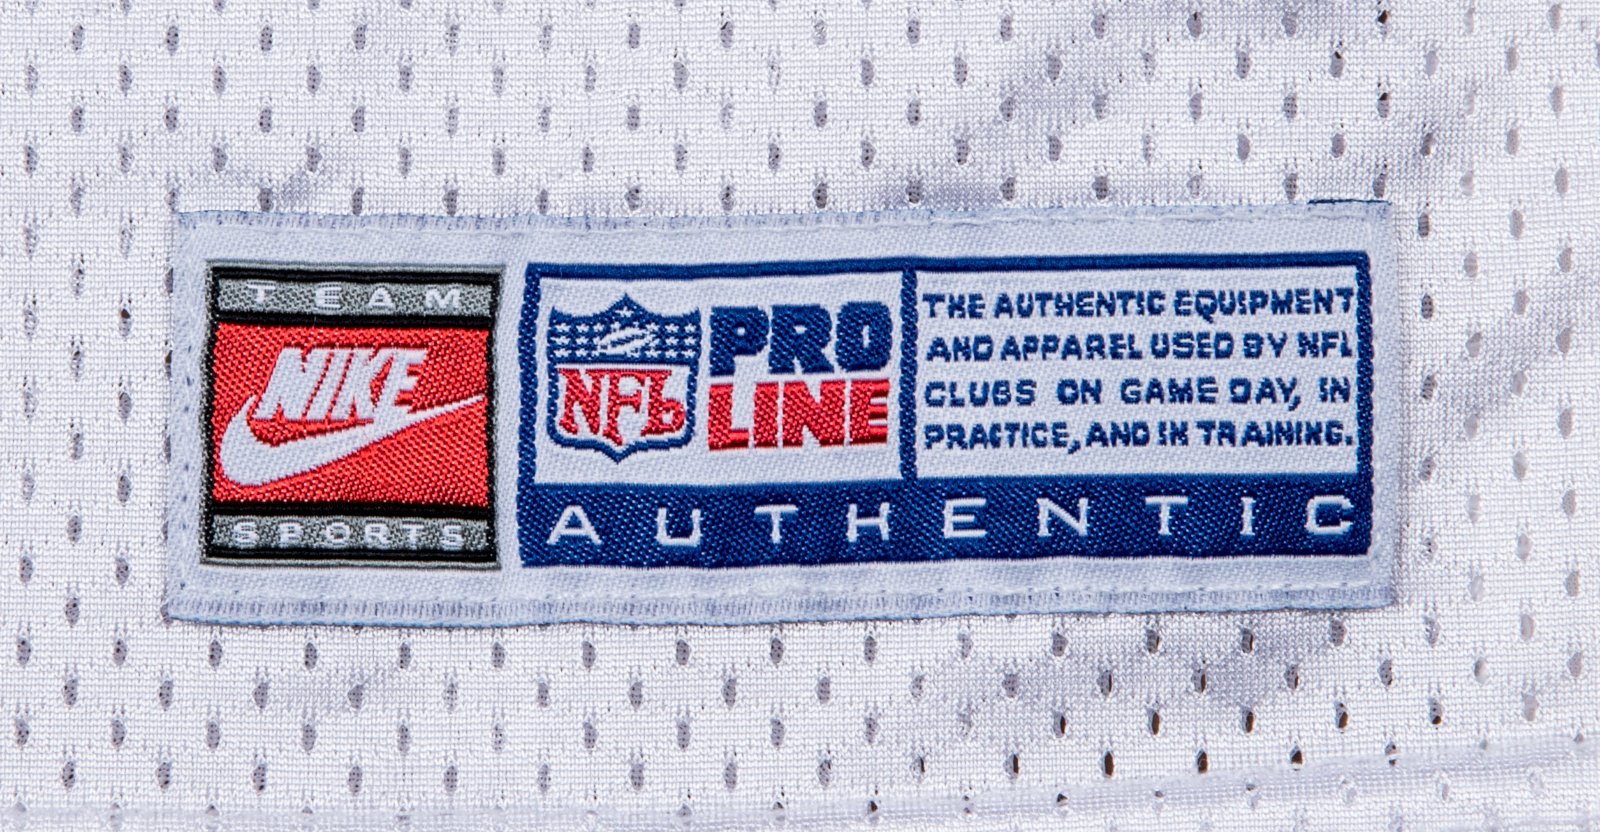 TEAM
NIKE
SPORTS
NFL
PRO
LINE
THE AUTHENTIC EQUIPMENT
AND APPAREL USED BY NFL
CLUBS ON GAME DAY, IN
PRACTICE, AND IN TRAINING.
AUTHENTIC